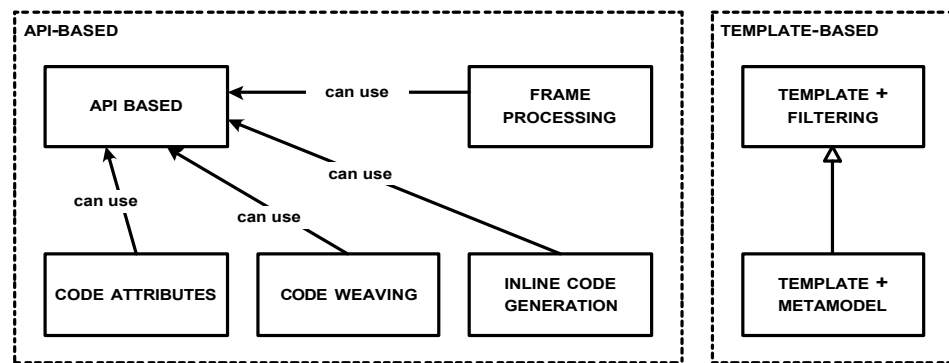 API-BASED
TEMPLATE-BASED
API BASED
can use
FRAME
PROCESSING
TEMPLATE +
FILTERING
can use
can use
can use
CODE ATTRIBUTES
CODE WEAVING
INLINE CODE
GENERATION
TEMPLATE +
METAMODEL